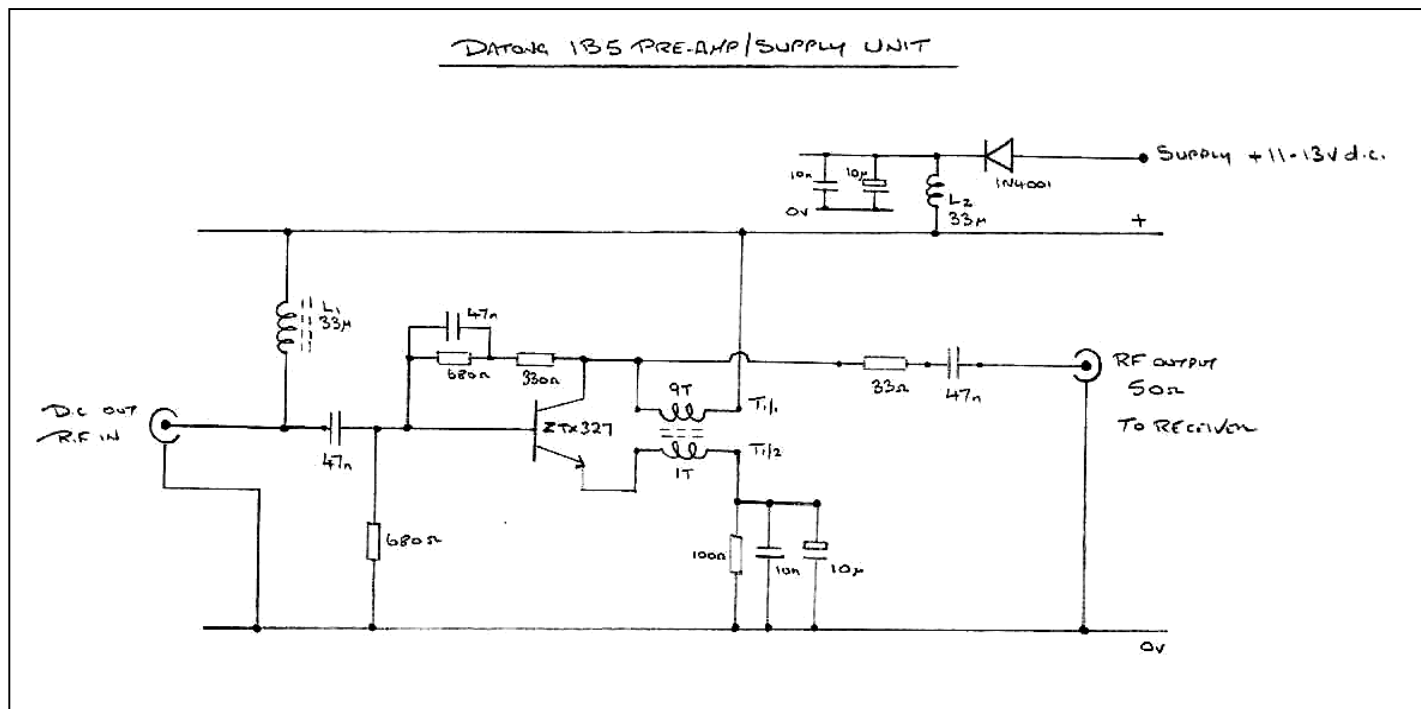 DATONG 1B5 PRE-AMP/SUPPLY UNIT
SUPPLY +11-13V d.c.
1N4001
10n
10μ
0V
L2
33μ
+
L1
33μ
47n
680Ω
330Ω
33Ω
47n
RF OUTPUT
50Ω
TO RECEIVER
9T
T1/1
D.C OUT
R.F IN
47n
ZTX327
T1/2
1T
680Ω
100Ω
10n
10μ
0V